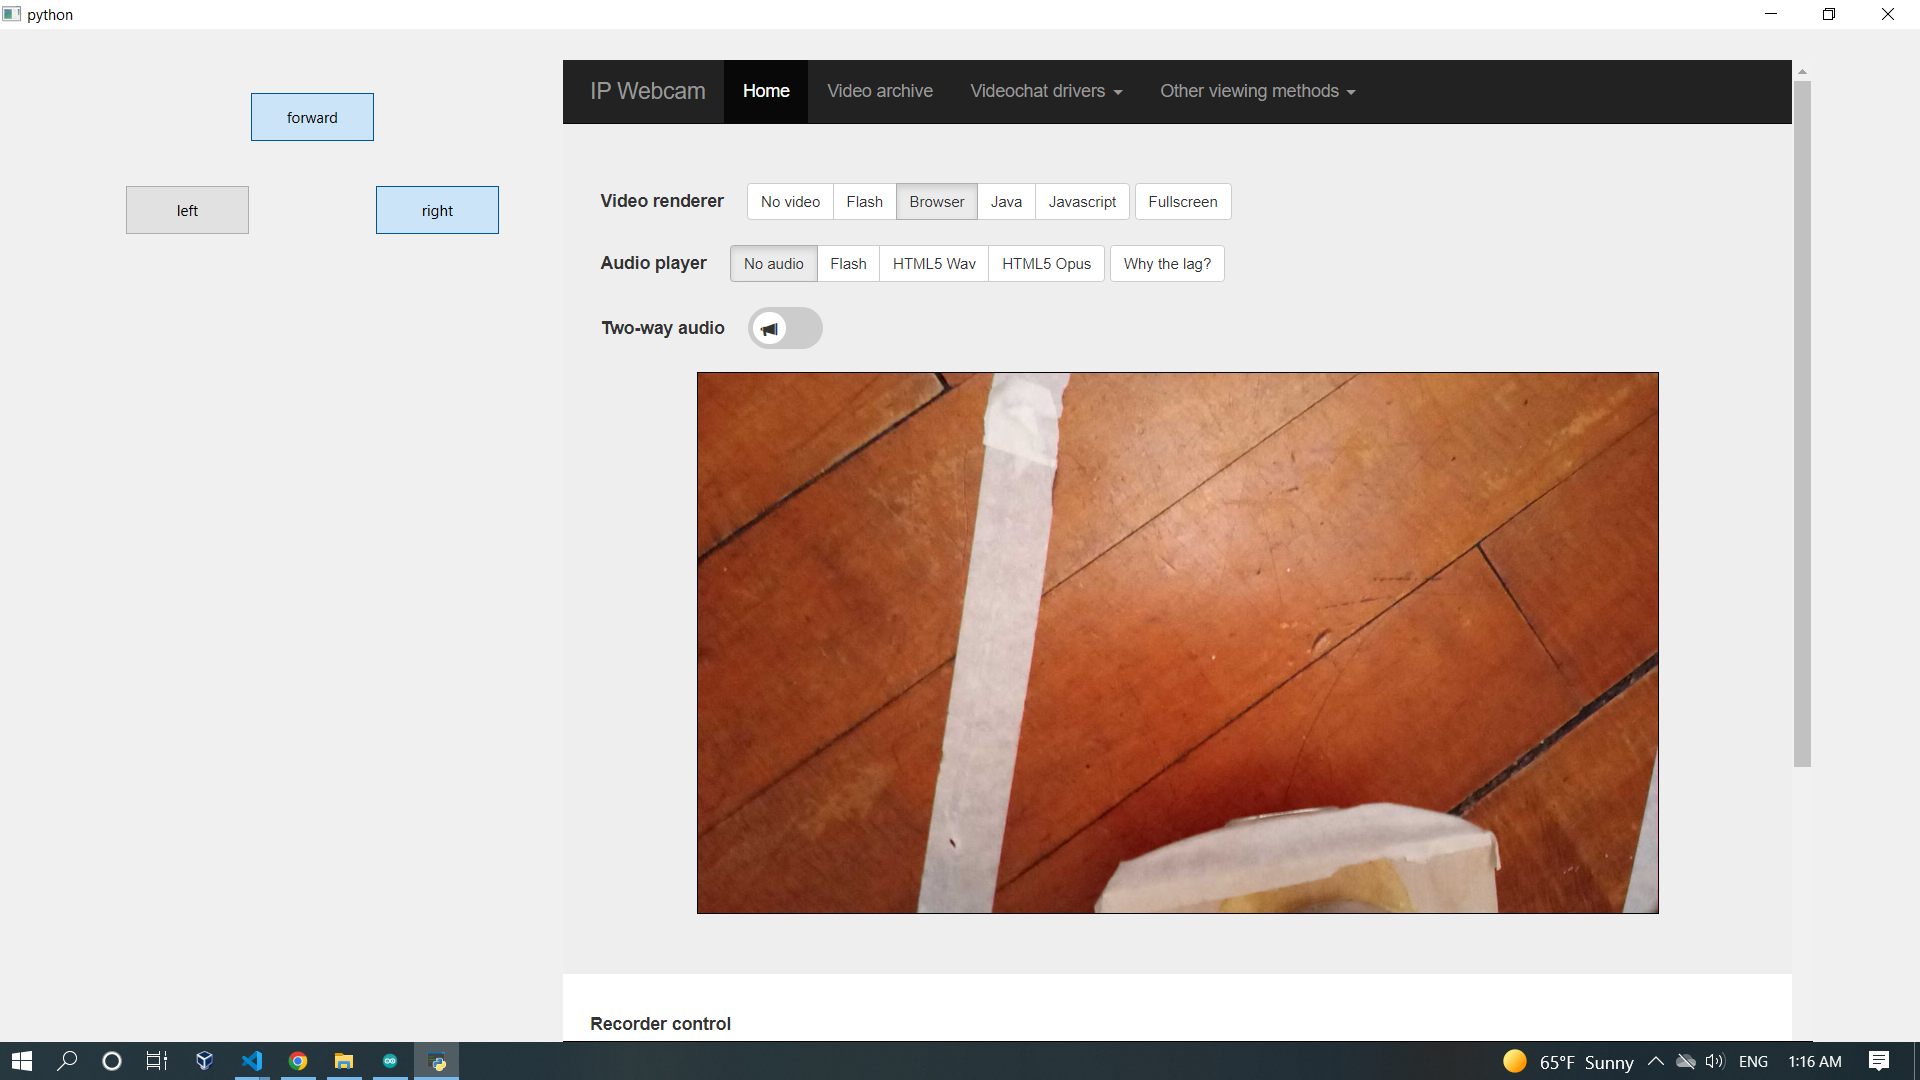 python
forward
left
right
IP Webcam Home Video archive Videochat drivers Other viewing methods
Video renderer No video Flash Browser Java Javascript Fullscreen
Audio player No audio Flash HTML5 Wav HTML5 Opus Why the lag?
Two-way audio
Recorder control
65°F Sunny ENG 1:16 AM